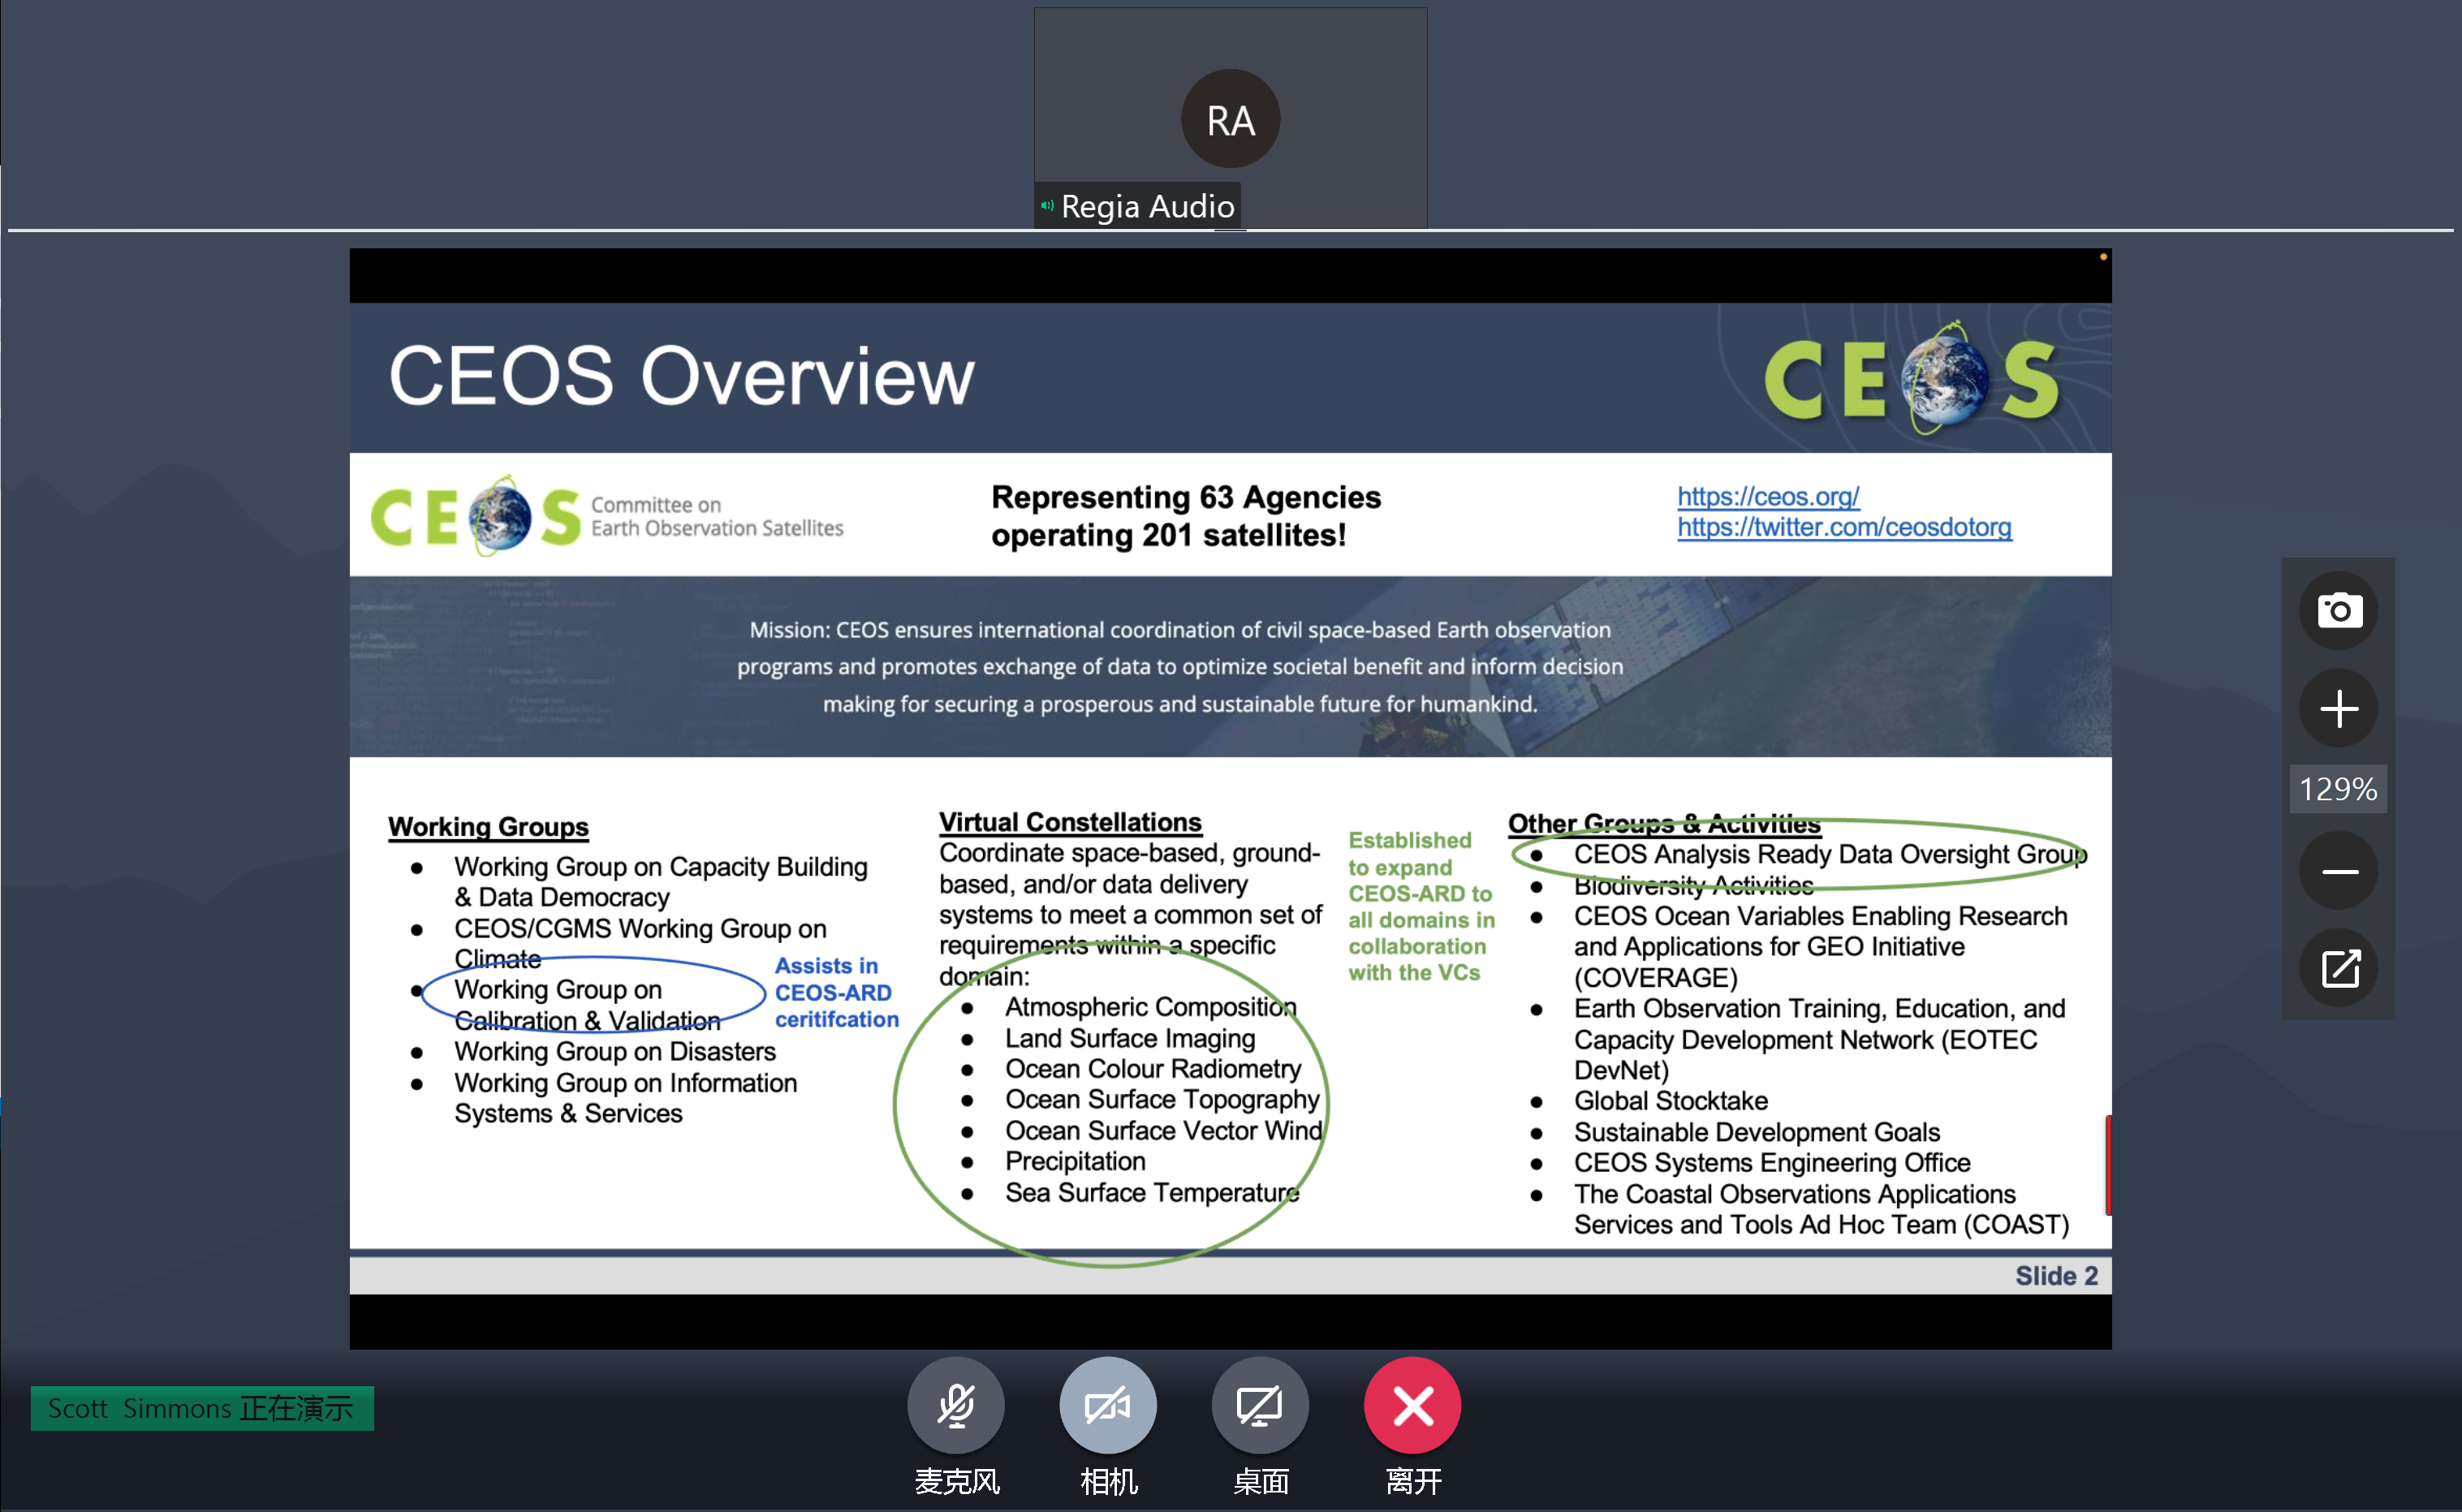 RA
Regia Audio
CEOS Overview
CEOS
CEOS
Committee on
Earth Observation Satellites
Representing 63 Agencies
operating 201 satellites!
https://ceos.org/
https://twitter.com/ceosdotorg
Mission: CEOS ensures international coordination of civil space-based Earth observation
programs and promotes exchange of data to optimize societal benefit and inform decision
making for securing a prosperous and sustainable future for humankind.
Working Groups
● Working Group on Capacity Building
& Data Democracy
● CEOS/CGMS Working Group on
Climate
● Working Group on
Calibration & Validation
● Working Group on Disasters
● Working Group on Information
Systems & Services
Assists in
CEOS-ARD
ceritifcation
Virtual Constellations
Coordinate space-based, ground-
based, and/or data delivery
systems to meet a common set of
requirements within a specific
domain:
● Atmospheric Composition
● Land Surface Imaging
● Ocean Colour Radiometry
● Ocean Surface Topography
● Ocean Surface Vector Wind
● Precipitation
● Sea Surface Temperature
Established
to expand
CEOS-ARD to
all domains in
collaboration
with the VCs
Other Groups & Activities
● CEOS Analysis Ready Data Oversight Group
● Biodiversity Activities
● CEOS Ocean Variables Enabling Research
and Applications for GEO Initiative
(COVERAGE)
● Earth Observation Training, Education, and
Capacity Development Network (EOTEC
DevNet)
● Global Stocktake
● Sustainable Development Goals
● CEOS Systems Engineering Office
● The Coastal Observations Applications
Services and Tools Ad Hoc Team (COAST)
Slide 2
129%
Scott Simmons 正在演示
麦克风
相机
桌面
离开